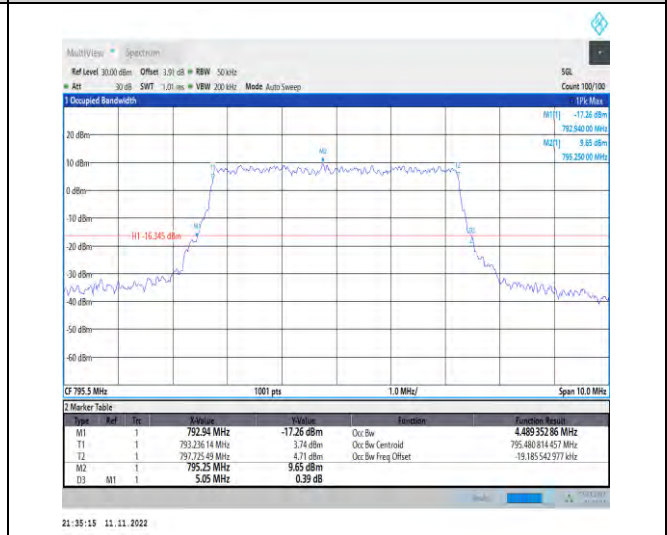 MultiView Spectrum
Ref Level 30.00 dBm Offset 3.91 dB RBW 50 kHz SGL
Att 30 dB SWT 1.01 ms VBW 200 kHz Mode Auto Sweep Count 100/100
1 Occupied Bandwidth 1Pk Max
M1[1] -17.26 dBm
792.940 00 MHz
20 dBm
M2[1] 9.65 dBm
795.250 00 MHz
M2
10 dBm
T1 T2
0 dBm
-10 dBm
M1
H1 -16.345 dBm
D3
-20 dBm
-30 dBm
-40 dBm
-50 dBm
-60 dBm
CF 795.5 MHz 1001 pts 1.0 MHz/ Span 10.0 MHz
2 Marker Table
Type Ref Trc X-Value Y-Value Function Function Result
M1 1 792.94 MHz -17.26 dBm Occ Bw 4.489 352 86 MHz
T1 1 793.236 14 MHz 3.74 dBm Occ Bw Centroid 795.480 814 457 MHz
T2 1 797.725 49 MHz 4.71 dBm Occ Bw Freq Offset -19.185 542 977 kHz
M2 1 795.25 MHz 9.65 dBm
D3 M1 1 5.05 MHz 0.39 dB
21:35:15 11.11.2022